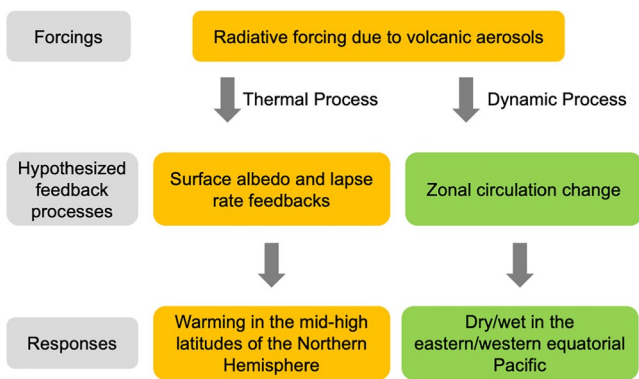 Forcings
Radiative forcing due to volcanic aerosols
Thermal Process
Dynamic Process
Hypothesized
feedback
processes
Surface albedo and lapse
rate feedbacks
Zonal circulation change
Responses
Warming in the mid-high
latitudes of the Northern
Hemisphere
Dry/wet in the
eastern/western equatorial
Pacific